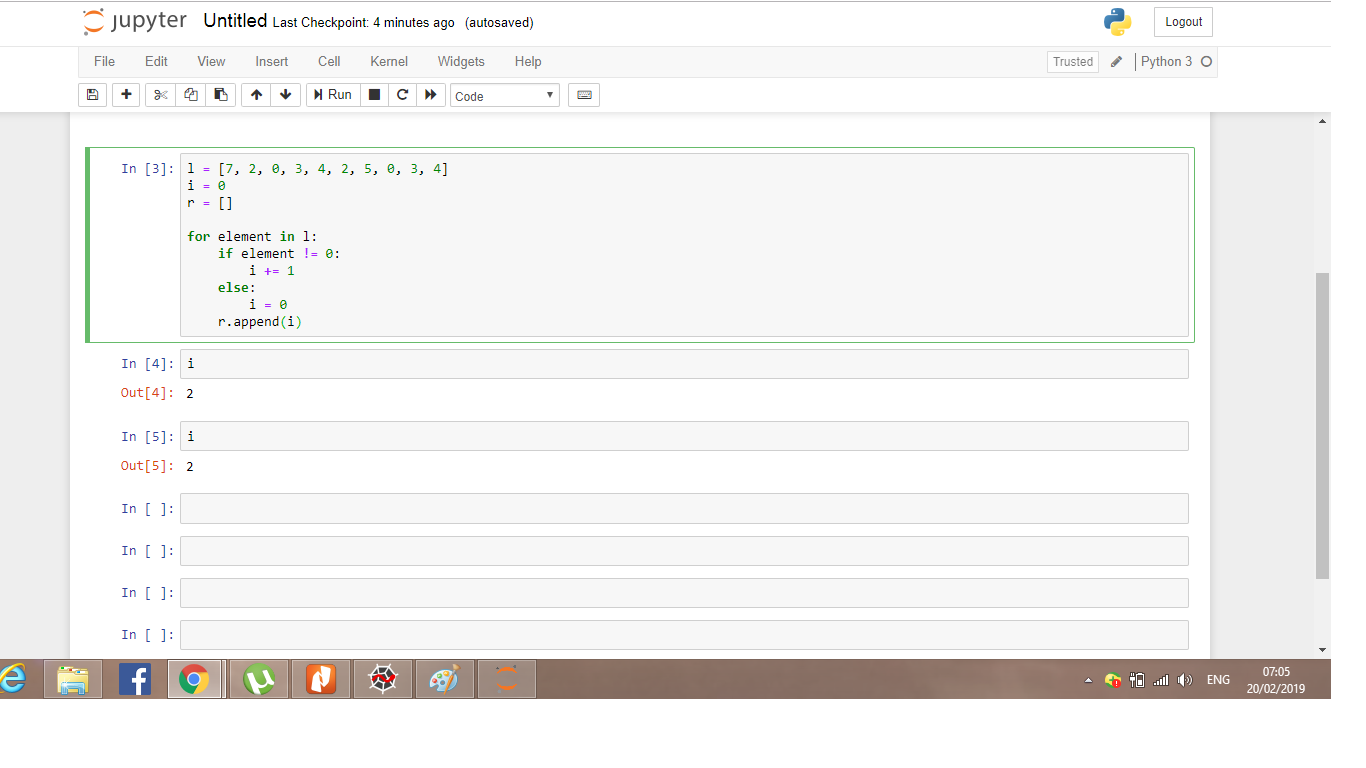 jupyter Untitled Last Checkpoint: 4 minutes ago (autosaved) Logout
File Edit View Insert Cell Kernel Widgets Help Trusted Python 3
Run Code
In [3]: l = [7, 2, 0, 3, 4, 2, 5, 0, 3, 4]
i = 0
r = []
for element in l:
    if element != 0:
        i += 1
    else:
        i = 0
    r.append(i)
In [4]: i
Out[4]: 2
In [5]: i
Out[5]: 2
In [ ]:
In [ ]:
In [ ]:
In [ ]:
ENG 07:05
20/02/2019